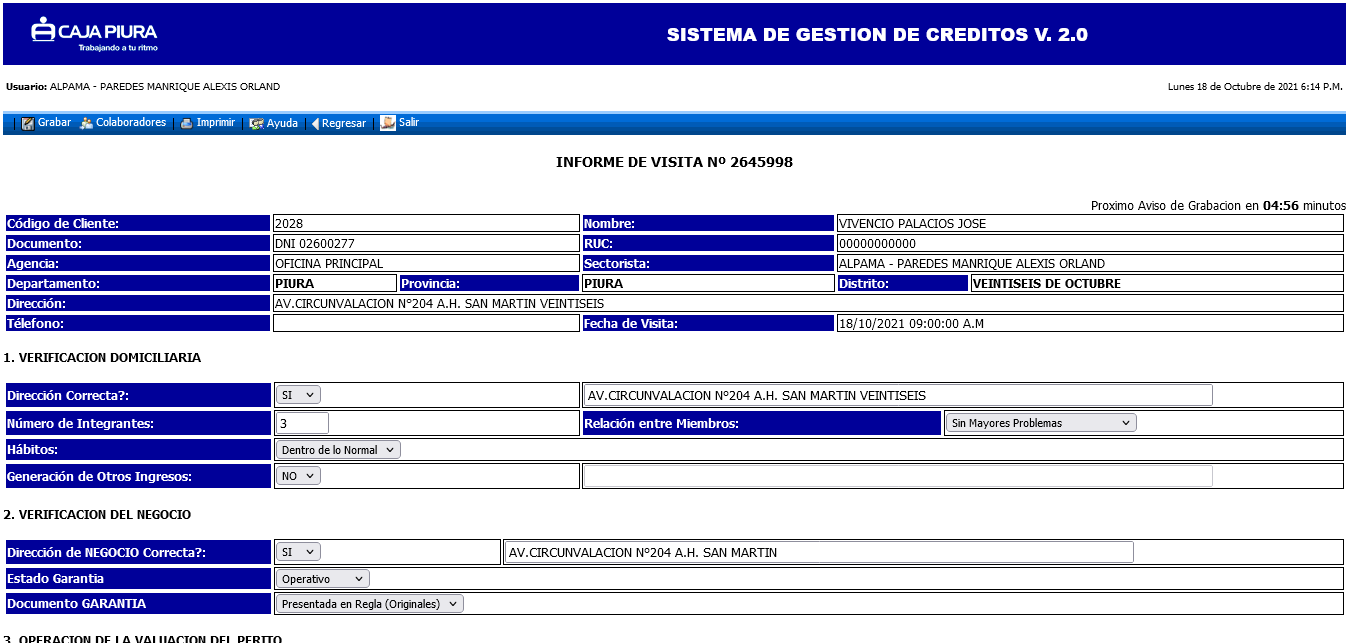 CAJA PIURA
Trabajando a tu ritmo
SISTEMA DE GESTION DE CREDITOS V. 2.0
Usuario: ALPAMA - PAREDES MANRIQUE ALEXIS ORLAND
Lunes 18 de Octubre de 2021 6:14 P.M.
| Grabar Colaboradores | Imprimir | Ayuda | Regresar | Salir
INFORME DE VISITA Nº 2645998
Proximo Aviso de Grabacion en 04:56 minutos
Código de Cliente: 2028 Nombre: VIVENCIO PALACIOS JOSE
Documento: DNI 02600277 RUC: 00000000000
Agencia: OFICINA PRINCIPAL Sectorista: ALPAMA - PAREDES MANRIQUE ALEXIS ORLAND
Departamento: PIURA Provincia: PIURA Distrito: VEINTISEIS DE OCTUBRE
Dirección: AV.CIRCUNVALACION N°204 A.H. SAN MARTIN VEINTISEIS
Télefono: Fecha de Visita: 18/10/2021 09:00:00 A.M
1. VERIFICACION DOMICILIARIA
Dirección Correcta?: SI AV.CIRCUNVALACION N°204 A.H. SAN MARTIN VEINTISEIS
Número de Integrantes: 3 Relación entre Miembros: Sin Mayores Problemas
Hábitos: Dentro de lo Normal
Generación de Otros Ingresos: NO
2. VERIFICACION DEL NEGOCIO
Dirección de NEGOCIO Correcta?: SI AV.CIRCUNVALACION N°204 A.H. SAN MARTIN
Estado Garantia Operativo
Documento GARANTIA Presentada en Regla (Originales)
3. OPERACION DE LA VALUACION DEL PERITO